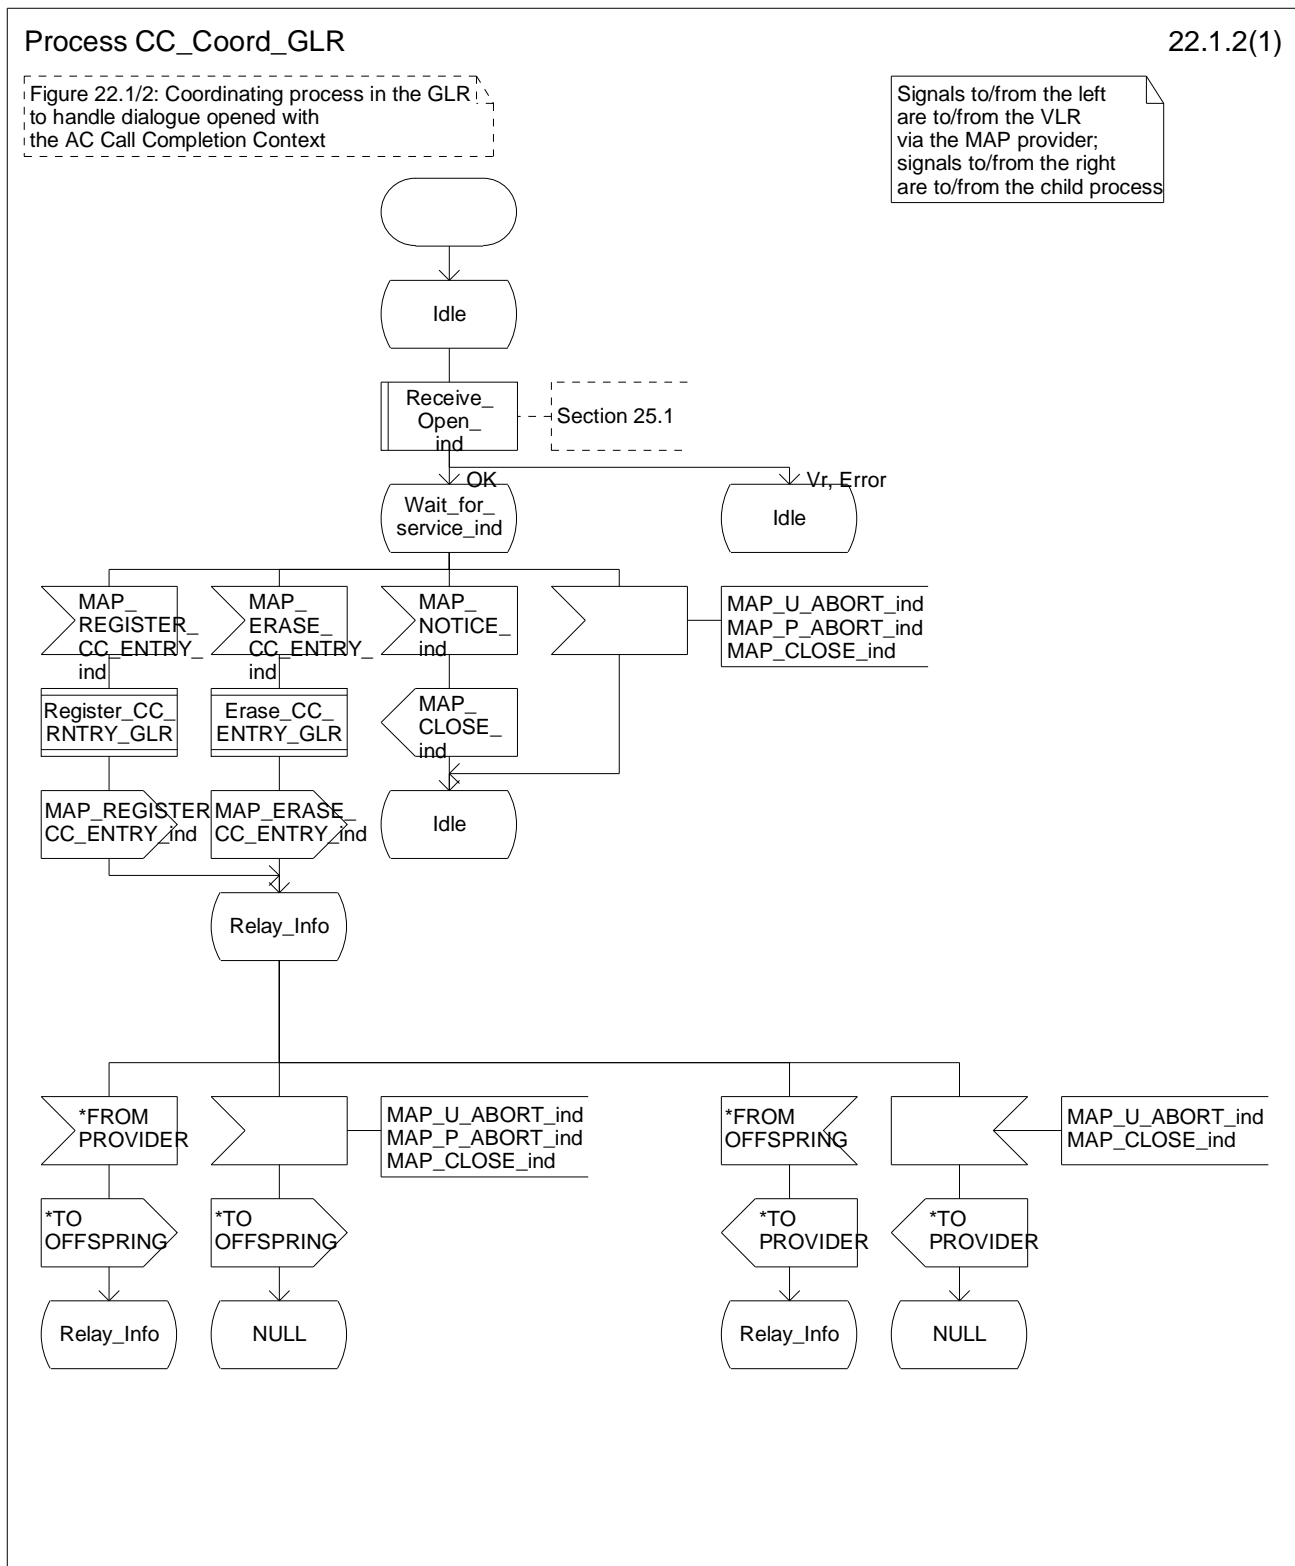 Process CC_Coord_GLR
22.1.2(1)
Figure 22.1/2: Coordinating process in the GLR
to handle dialogue opened with
the AC Call Completion Context
Signals to/from the left
are to/from the VLR
via the MAP provider;
signals to/from the right
are to/from the child process
Idle
Receive_
Open_
ind
Section 25.1
OK
Vr, Error
Wait_for_
service_ind
Idle
MAP_
REGISTER_
CC_ENTRY_
ind
MAP_
ERASE_
CC_ENTRY_
ind
MAP_
NOTICE_
ind
MAP_U_ABORT_ind
MAP_P_ABORT_ind
MAP_CLOSE_ind
Register_CC_
RNTRY_GLR
Erase_CC_
ENTRY_GLR
MAP_
CLOSE_
ind
MAP_REGISTER
CC_ENTRY_ind
MAP_ERASE_
CC_ENTRY_ind
Idle
Relay_Info
*FROM
PROVIDER
MAP_U_ABORT_ind
MAP_P_ABORT_ind
MAP_CLOSE_ind
*FROM
OFFSPRING
MAP_U_ABORT_ind
MAP_CLOSE_ind
*TO
OFFSPRING
*TO
OFFSPRING
*TO
PROVIDER
*TO
PROVIDER
Relay_Info
NULL
Relay_Info
NULL